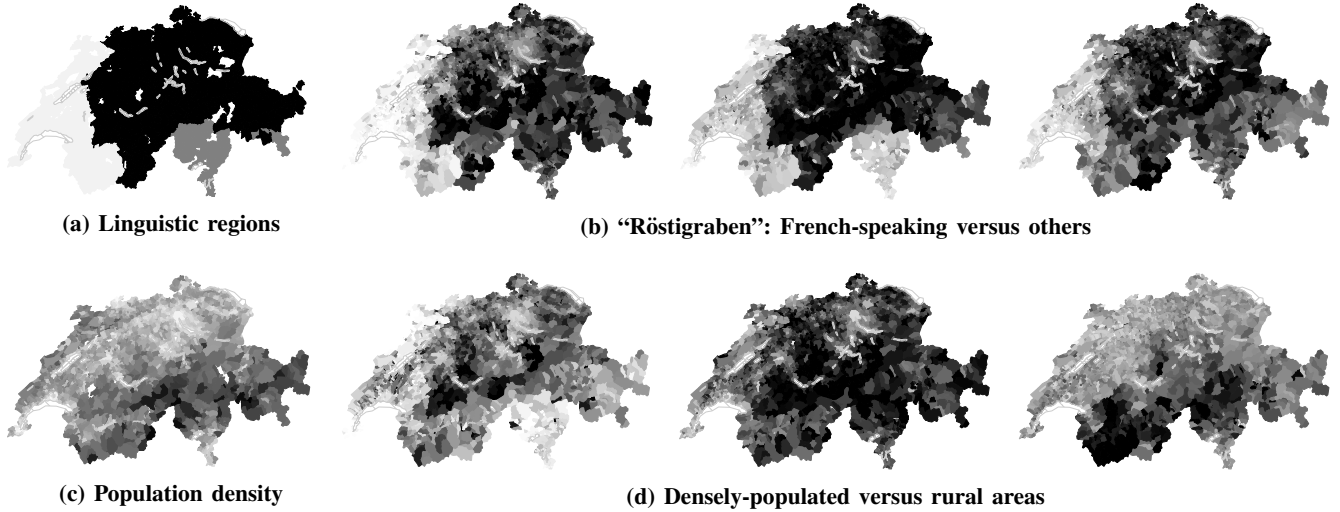 (a) Linguistic regions
(b) “Röstigraben”: French-speaking versus others
(c) Population density
(d) Densely-populated versus rural areas